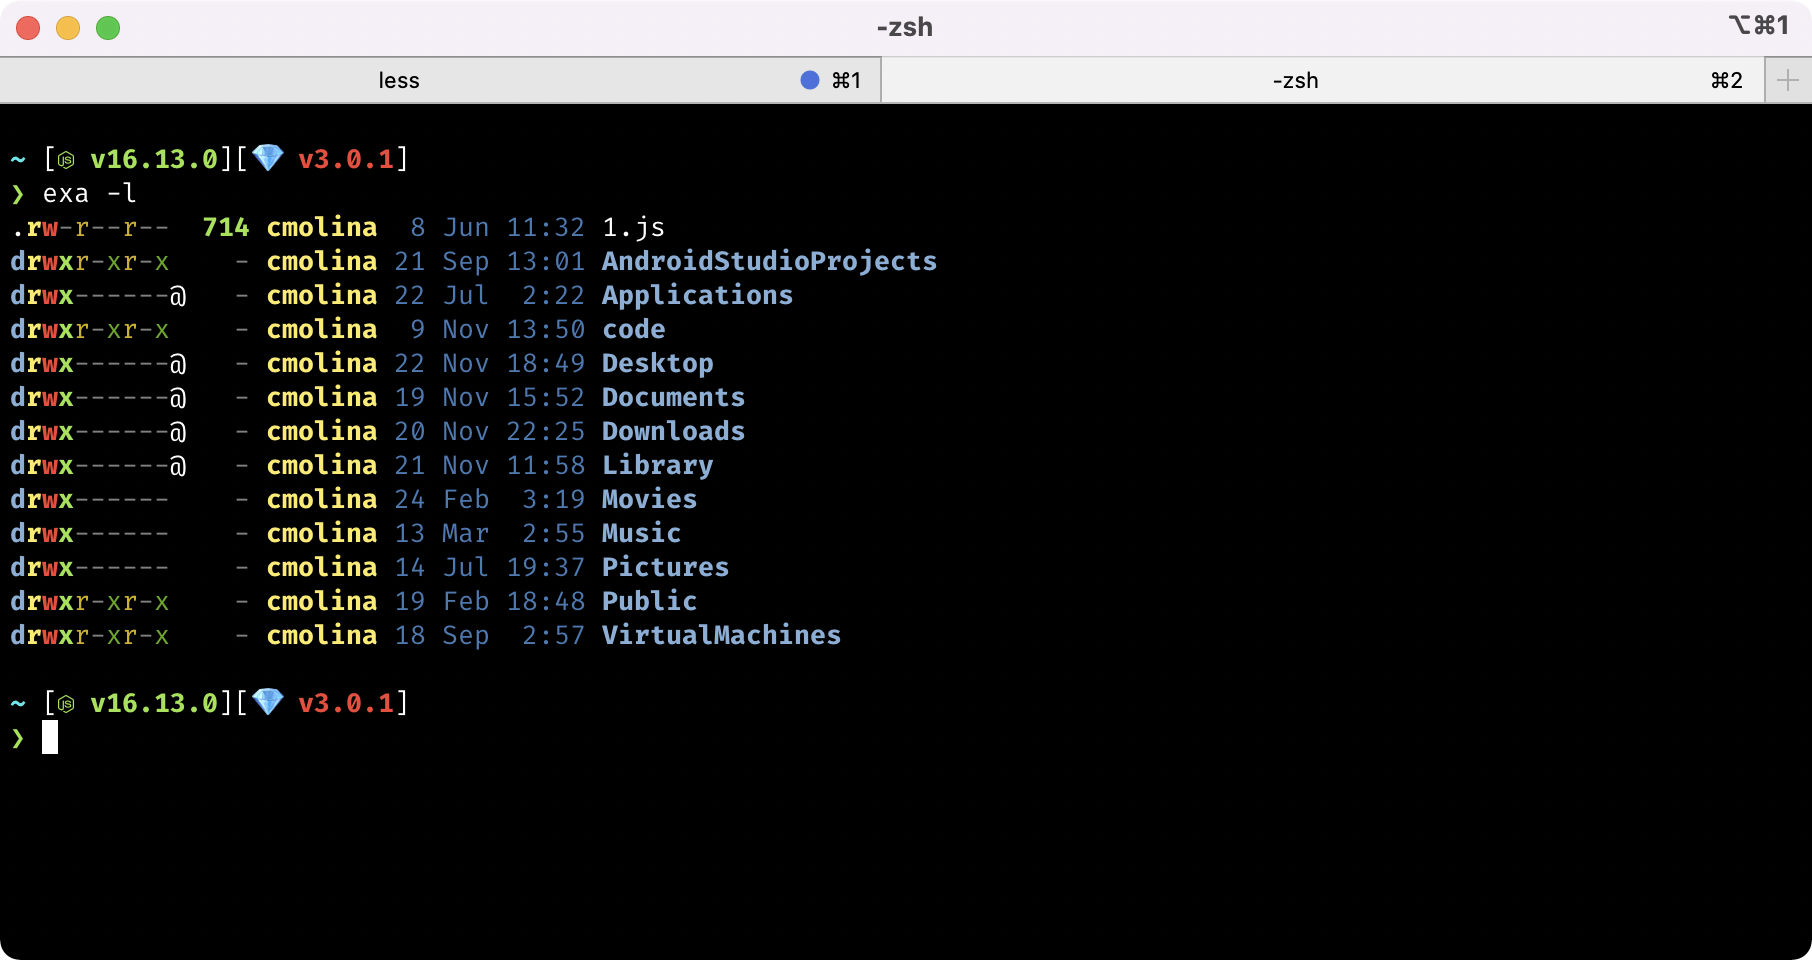 -zsh ⌥⌘1
less ⌘1 -zsh ⌘2 +
~ [⬢ v16.13.0][💎 v3.0.1]
❯ exa -l
.rw-r--r--  714 cmolina  8 Jun 11:32 1.js
drwxr-xr-x    - cmolina 21 Sep 13:01 AndroidStudioProjects
drwx------@   - cmolina 22 Jul  2:22 Applications
drwxr-xr-x    - cmolina  9 Nov 13:50 code
drwx------@   - cmolina 22 Nov 18:49 Desktop
drwx------@   - cmolina 19 Nov 15:52 Documents
drwx------@   - cmolina 20 Nov 22:25 Downloads
drwx------@   - cmolina 21 Nov 11:58 Library
drwx------    - cmolina 24 Feb  3:19 Movies
drwx------    - cmolina 13 Mar  2:55 Music
drwx------    - cmolina 14 Jul 19:37 Pictures
drwxr-xr-x    - cmolina 19 Feb 18:48 Public
drwxr-xr-x    - cmolina 18 Sep  2:57 VirtualMachines
~ [⬢ v16.13.0][💎 v3.0.1]
❯